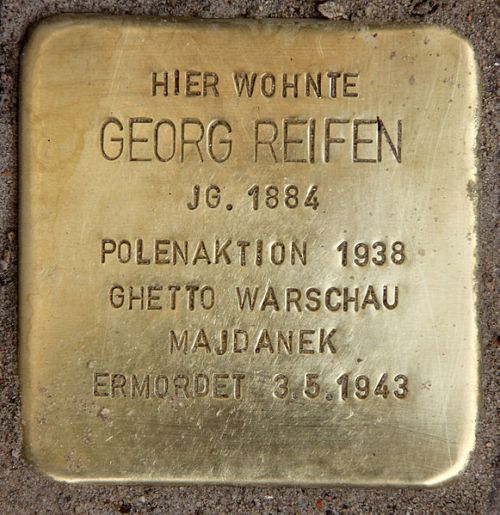 HIER WOHNTE
GEORG REIFEN
JG. 1884
POLENAKTION 1938
GHETTO WARSCHAU
MAJDANEK
ERMORDET 3.5.1943